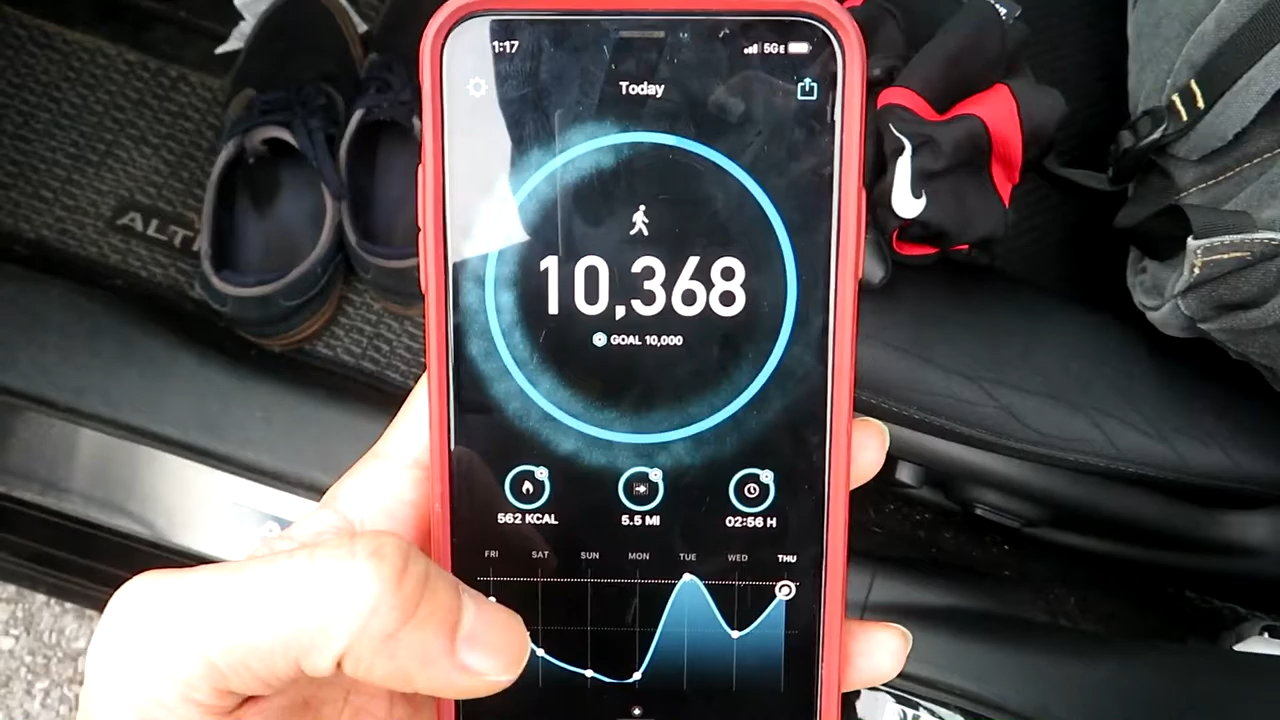 1:17 5GE
Today
10,368
GOAL 10,000
562 KCAL 5.5 MI 02:56 H
FRI SAT SUN MON TUE WED THU
ALTI